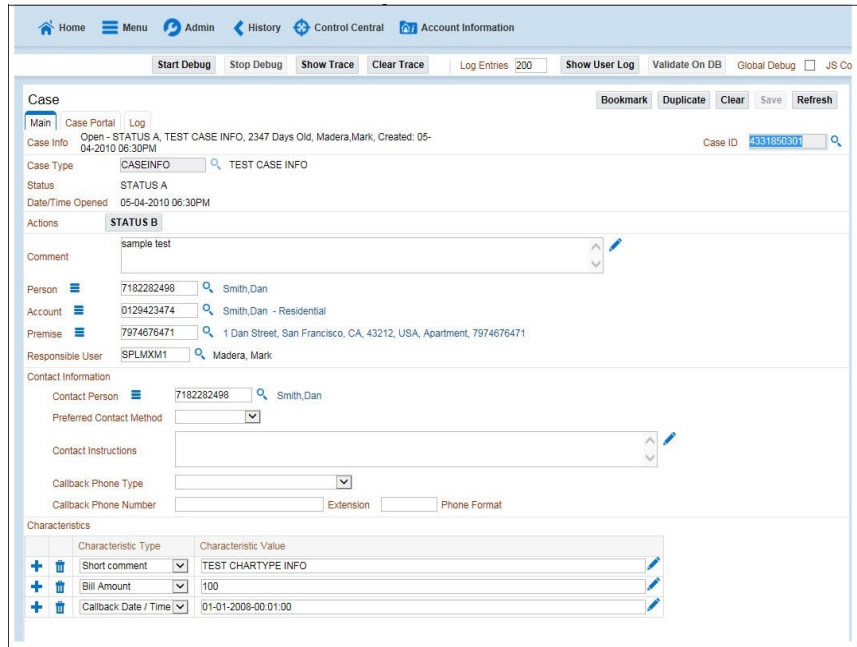 Home Menu Admin History Control Central Account Information
Start Debug Stop Debug Show Trace Clear Trace Log Entries 200 Show User Log Validate On DB Global Debug JS Co
Case Bookmark Duplicate Clear Save Refresh
Main Case Portal Log
Case Info Open - STATUS A, TEST CASE INFO, 2347 Days Old, Madera,Mark, Created: 05-
04-2010 06:30PM
Case ID 4331850301
Case Type CASEINFO TEST CASE INFO
Status STATUS A
Date/Time Opened 05-04-2010 06:30PM
Actions STATUS B
Comment sample test
Person 7182282498 Smith,Dan
Account 0129423474 Smith,Dan - Residential
Premise 7974676471 1 Dan Street, San Francisco, CA, 43212, USA, Apartment, 7974676471
Responsible User SPLMXM1 Madera, Mark
Contact Information
Contact Person 7182282498 Smith,Dan
Preferred Contact Method
Contact Instructions
Callback Phone Type
Callback Phone Number Extension Phone Format
Characteristics
Characteristic Type Characteristic Value
Short comment TEST CHARTYPE INFO
Bill Amount 100
Callback Date / Time 01-01-2008-00:01:00